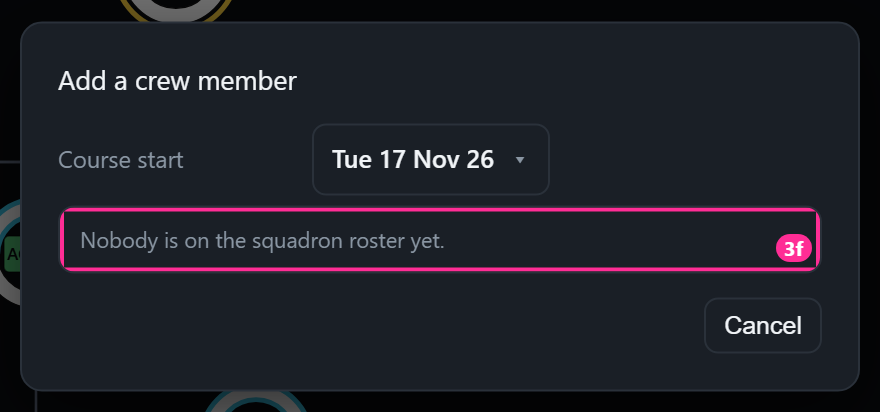 Add a crew member
Course start
Tue 17 Nov 26
Nobody is on the squadron roster yet.
3f
Cancel